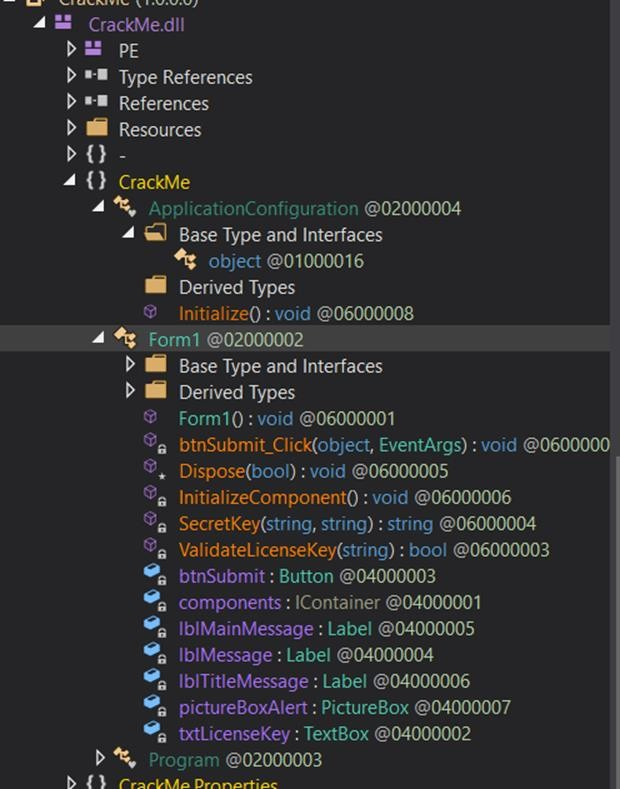 CrackMe (1.0.0.0)
CrackMe.dll
PE
Type References
References
Resources
{ } -
{ } CrackMe
ApplicationConfiguration @02000004
Base Type and Interfaces
object @01000016
Derived Types
Initialize() : void @06000008
Form1 @02000002
Base Type and Interfaces
Derived Types
Form1() : void @06000001
btnSubmit_Click(object, EventArgs) : void @0600000
Dispose(bool) : void @06000005
InitializeComponent() : void @06000006
SecretKey(string, string) : string @06000004
ValidateLicenseKey(string) : bool @06000003
btnSubmit : Button @04000003
components : IContainer @04000001
lblMainMessage : Label @04000005
lblMessage : Label @04000004
lblTitleMessage : Label @04000006
pictureBoxAlert : PictureBox @04000007
txtLicenseKey : TextBox @04000002
Program @02000003
{ } CrackMe.Properties